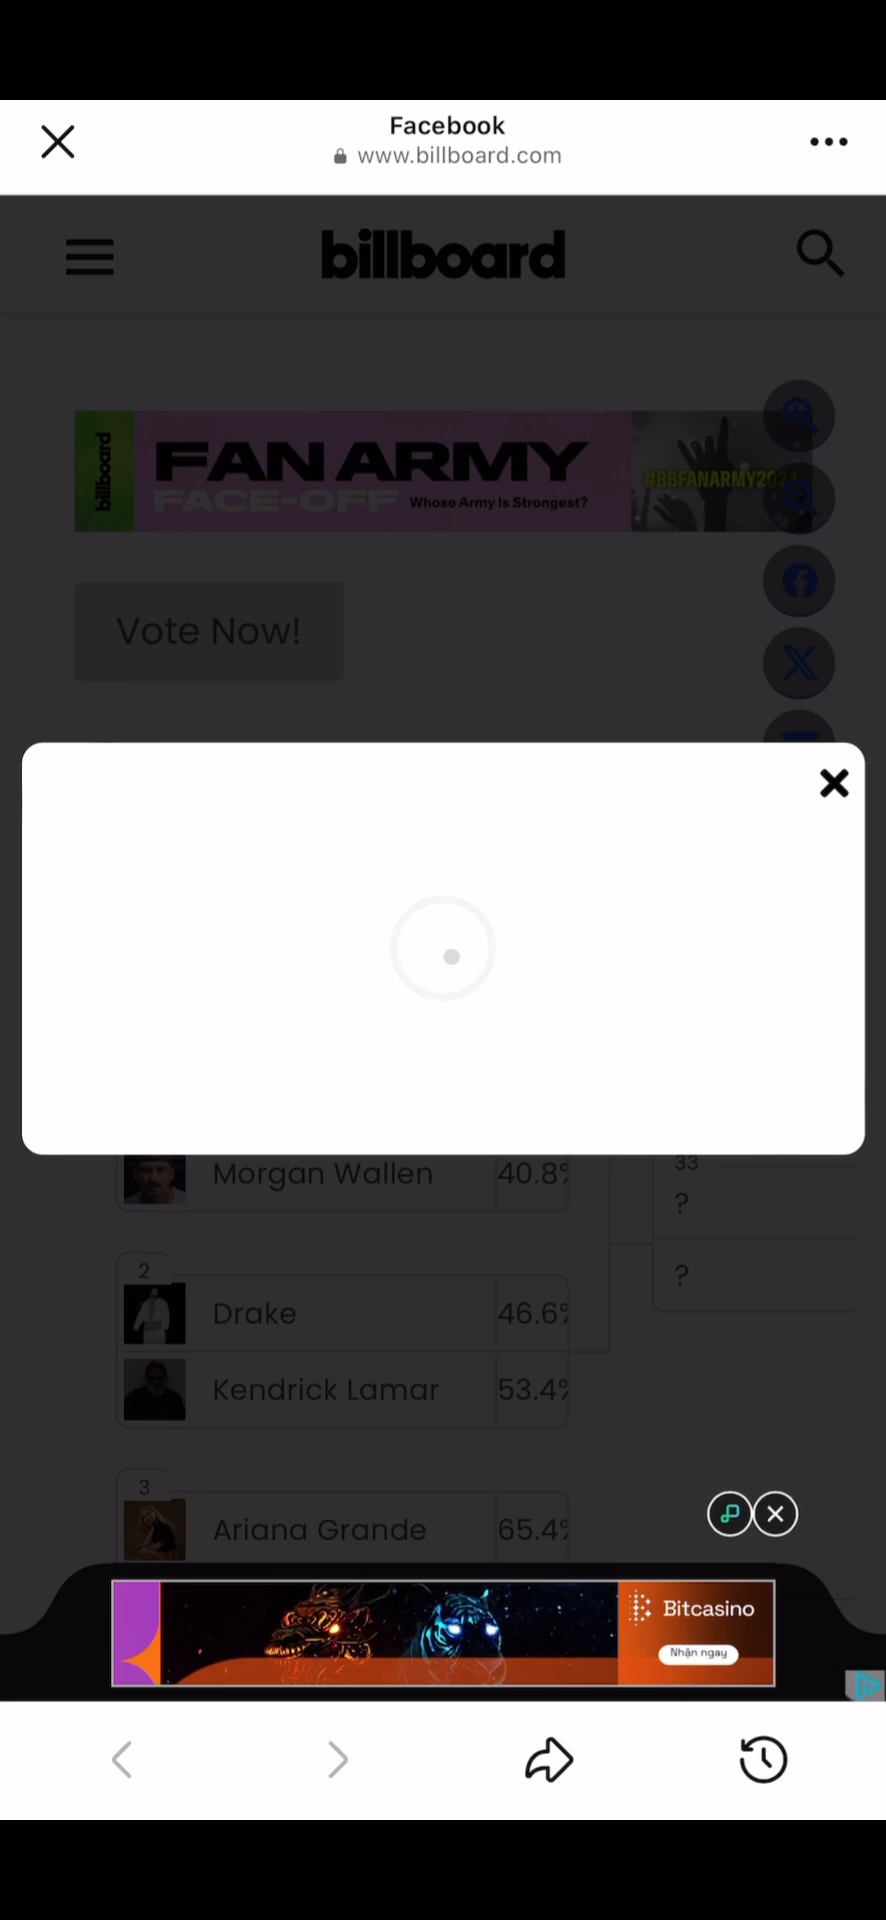 Facebook
www.billboard.com
billboard
billboard
FAN ARMY
FACE-OFF Whose Army Is Strongest?
#BBFANARMY2024
Vote Now!
Morgan Wallen 40.8%
33
?
?
2
Drake 46.6%
Kendrick Lamar 53.4%
3
Ariana Grande 65.4%
Bitcasino
Nhận ngay